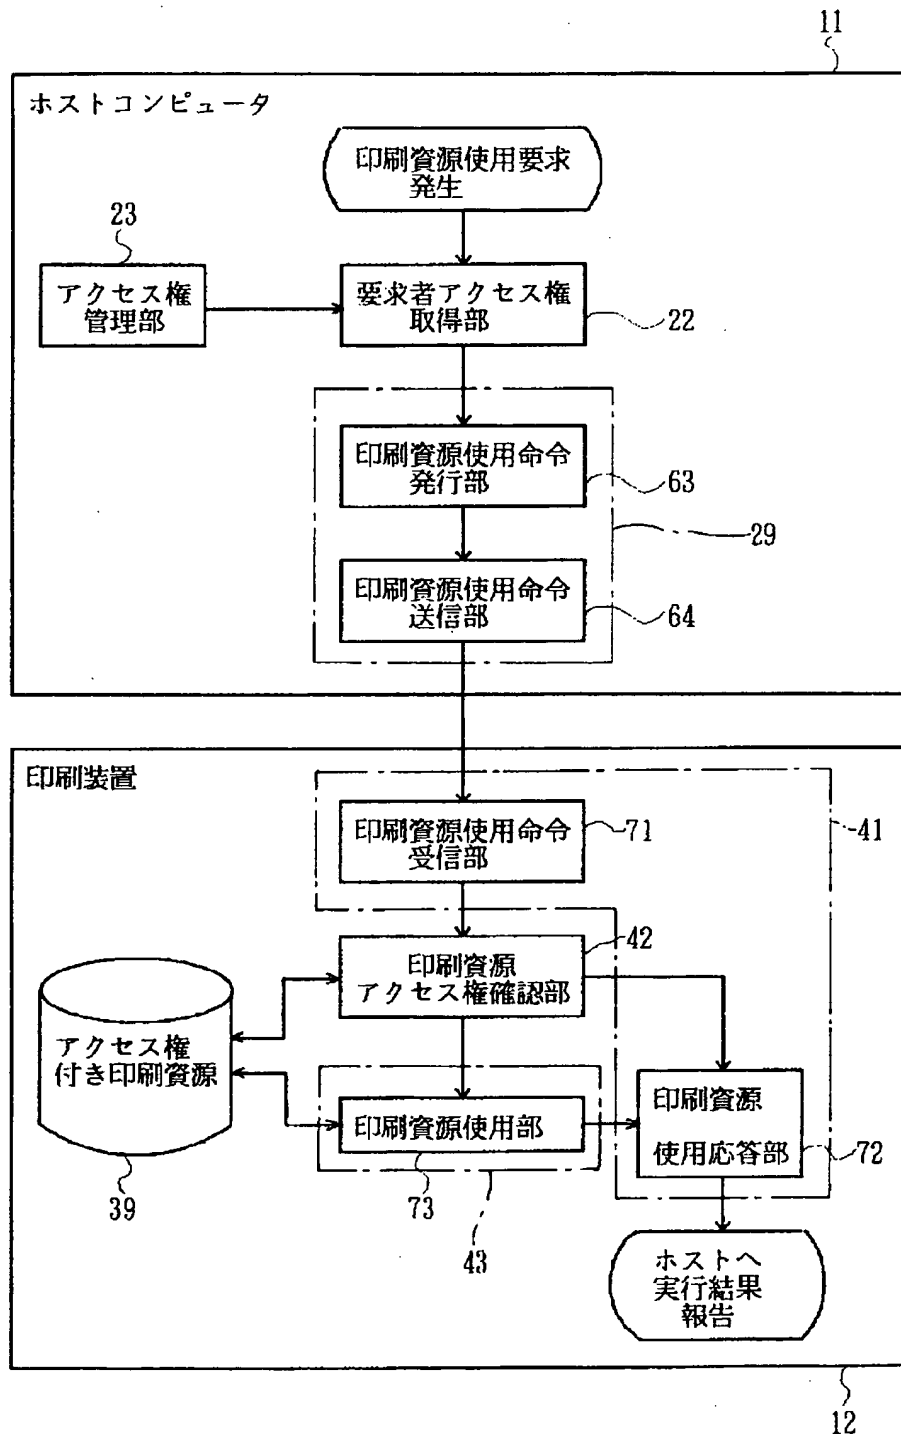 11
ホストコンピュータ
印刷資源使用要求
発生
23
アクセス権
管理部
要求者アクセス権
取得部
22
印刷資源使用命令
発行部
63
29
印刷資源使用命令
送信部
64
印刷装置
印刷資源使用命令
受信部
71
41
42
印刷資源
アクセス権確認部
アクセス権
付き印刷資源
39
印刷資源使用部
73
43
印刷資源
使用応答部
72
ホストへ
実行結果
報告
12